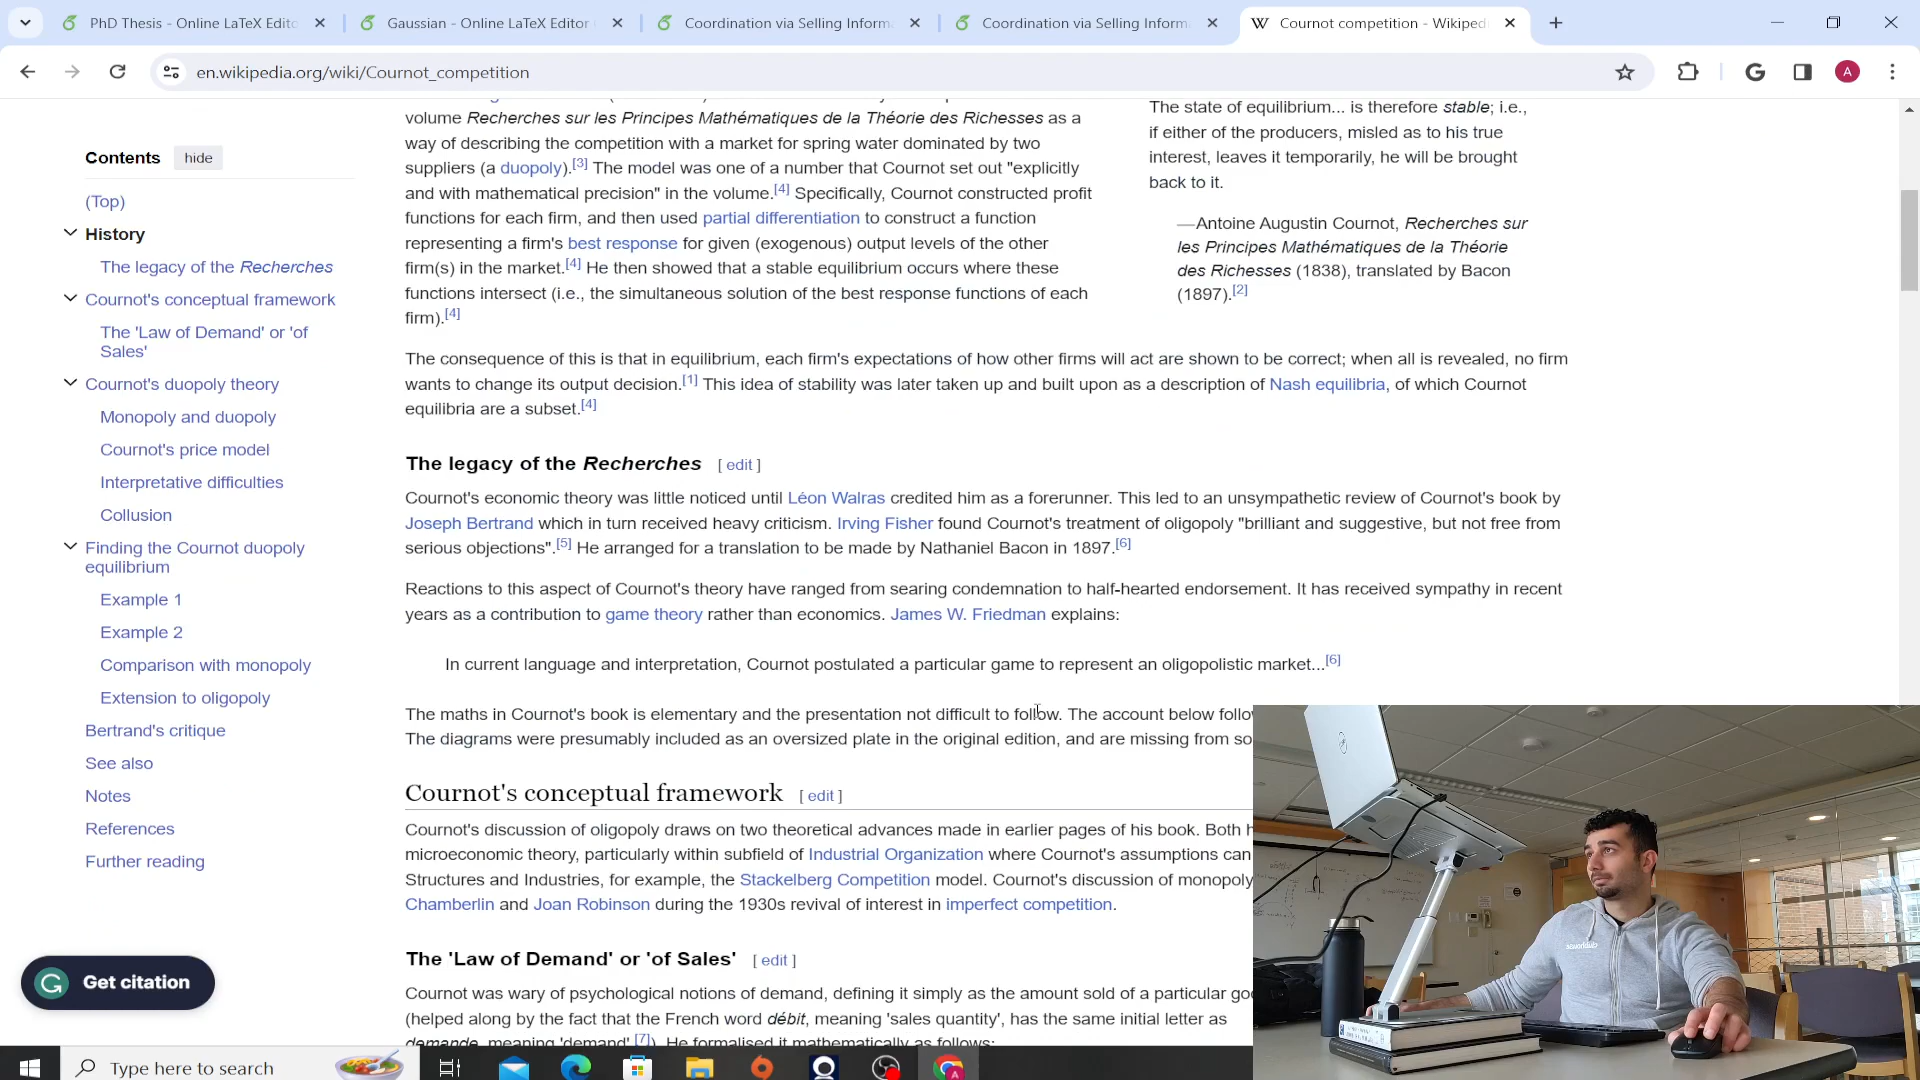 PhD Thesis - Online LaTeX Edito
Gaussian - Online LaTeX Editor
Coordination via Selling Inform
Coordination via Selling Inform
Cournot competition - Wikiped
en.wikipedia.org/wiki/Cournot_competition
A
Contents hide
(Top)
History
The legacy of the Recherches
Cournot's conceptual framework
The 'Law of Demand' or 'of
Sales'
Cournot's duopoly theory
Monopoly and duopoly
Cournot's price model
Interpretative difficulties
Collusion
Finding the Cournot duopoly
equilibrium
Example 1
Example 2
Comparison with monopoly
Extension to oligopoly
Bertrand's critique
See also
Notes
References
Further reading
Get citation
volume Recherches sur les Principes Mathématiques de la Théorie des Richesses as a
way of describing the competition with a market for spring water dominated by two
suppliers (a duopoly).[3] The model was one of a number that Cournot set out "explicitly
and with mathematical precision" in the volume.[4] Specifically, Cournot constructed profit
functions for each firm, and then used partial differentiation to construct a function
representing a firm's best response for given (exogenous) output levels of the other
firm(s) in the market.[4] He then showed that a stable equilibrium occurs where these
functions intersect (i.e., the simultaneous solution of the best response functions of each
firm).[4]
The state of equilibrium... is therefore stable; i.e.,
if either of the producers, misled as to his true
interest, leaves it temporarily, he will be brought
back to it.
—Antoine Augustin Cournot, Recherches sur
les Principes Mathématiques de la Théorie
des Richesses (1838), translated by Bacon
(1897).[2]
The consequence of this is that in equilibrium, each firm's expectations of how other firms will act are shown to be correct; when all is revealed, no firm
wants to change its output decision.[1] This idea of stability was later taken up and built upon as a description of Nash equilibria, of which Cournot
equilibria are a subset.[4]
The legacy of the Recherches [ edit ]
Cournot's economic theory was little noticed until Léon Walras credited him as a forerunner. This led to an unsympathetic review of Cournot's book by
Joseph Bertrand which in turn received heavy criticism. Irving Fisher found Cournot's treatment of oligopoly "brilliant and suggestive, but not free from
serious objections".[5] He arranged for a translation to be made by Nathaniel Bacon in 1897.[6]
Reactions to this aspect of Cournot's theory have ranged from searing condemnation to half-hearted endorsement. It has received sympathy in recent
years as a contribution to game theory rather than economics. James W. Friedman explains:
In current language and interpretation, Cournot postulated a particular game to represent an oligopolistic market...[6]
The maths in Cournot's book is elementary and the presentation not difficult to follow. The account below follo
The diagrams were presumably included as an oversized plate in the original edition, and are missing from so
Cournot's conceptual framework [ edit ]
Cournot's discussion of oligopoly draws on two theoretical advances made in earlier pages of his book. Both h
microeconomic theory, particularly within subfield of Industrial Organization where Cournot's assumptions can
Structures and Industries, for example, the Stackelberg Competition model. Cournot's discussion of monopoly
Chamberlin and Joan Robinson during the 1930s revival of interest in imperfect competition.
The 'Law of Demand' or 'of Sales' [ edit ]
Cournot was wary of psychological notions of demand, defining it simply as the amount sold of a particular go
(helped along by the fact that the French word débit, meaning 'sales quantity', has the same initial letter as
demande, meaning 'demand'[7]). He formalised it mathematically as follows:
Type here to search